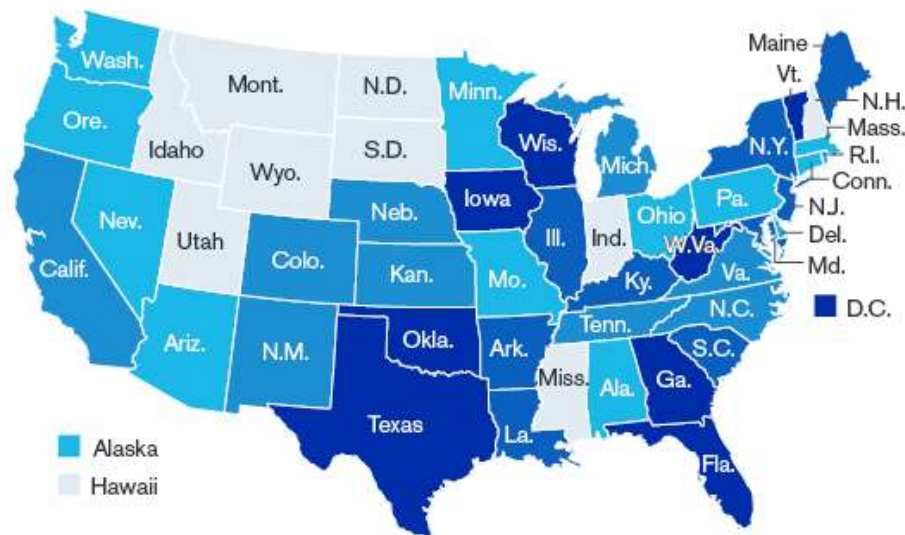 Wash.
Mont.
N.D.
Minn.
Maine
Vt.
N.H.
Mass.
Ore.
Idaho
S.D.
Wis.
Mich.
N.Y.
R.I.
Conn.
Wyo.
Nev.
Utah
Neb.
Iowa
Ill.
Ind.
Ohio
Pa.
N.J.
Del.
Md.
Calif.
Colo.
Kan.
Mo.
Ky.
W.Va.
Va.
D.C.
Ariz.
N.M.
Okla.
Ark.
Tenn.
N.C.
S.C.
Texas
La.
Miss.
Ala.
Ga.
Fla.
Alaska
Hawaii